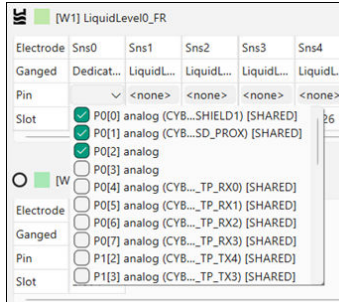 [W1] LiquidLevel0_FR
Electrode Sns0 Sns1 Sns2 Sns3 Sns4
Ganged Dedicat... LiquidL... LiquidL... LiquidL... LiquidL.
Pin <none> <none> <none> <none>
Slot 26
P0[0] analog (CYB...SHIELD1) [SHARED]
P0[1] analog (CYB...SD_PROX) [SHARED]
P0[2] analog
P0[3] analog
P0[4] analog (CYB..._TP_RX0) [SHARED]
P0[5] analog (CYB..._TP_RX1) [SHARED]
P0[6] analog (CYB..._TP_RX2) [SHARED]
P0[7] analog (CYB..._TP_RX3) [SHARED]
P1[2] analog (CYB..._TP_TX4) [SHARED]
P1[3] analog (CYB..._TP_TX3) [SHARED]
[W
Electrode
Ganged
Pin
Slot